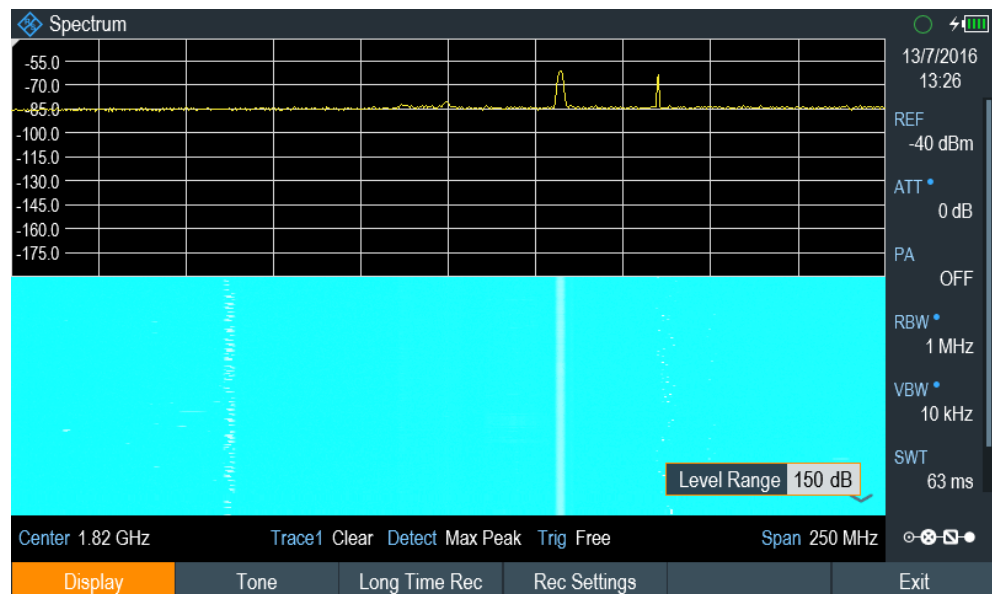 Spectrum
13/7/2016
13:26
-55.0
-70.0
-85.0
-100.0
-115.0
-130.0
-145.0
-160.0
-175.0
REF
-40 dBm
ATT
0 dB
PA
OFF
RBW
1 MHz
VBW
10 kHz
SWT
63 ms
Level Range 150 dB
Center 1.82 GHz Trace1 Clear Detect Max Peak Trig Free Span 250 MHz
Display Tone Long Time Rec Rec Settings Exit